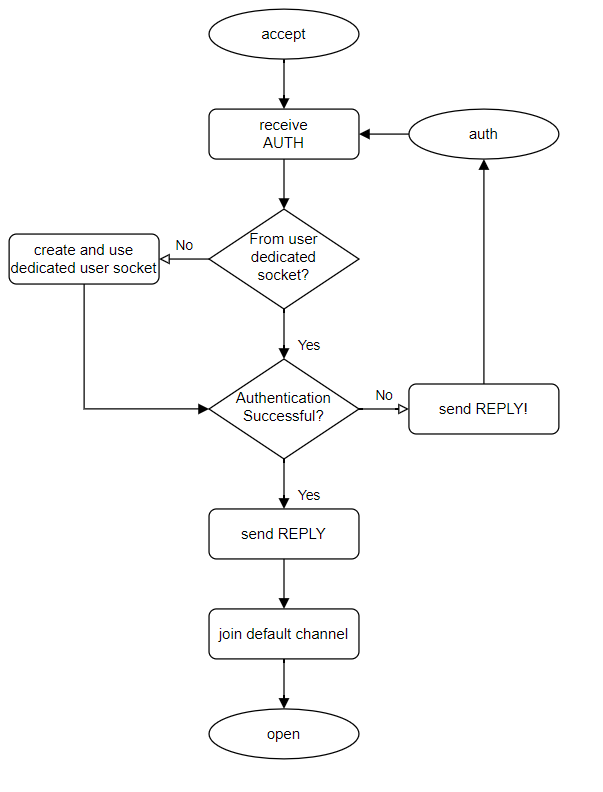 accept
receive
AUTH
auth
From user
dedicated
socket?
No
create and use
dedicated user socket
Yes
Authentication
Successful?
No
send REPLY!
Yes
send REPLY
join default channel
open